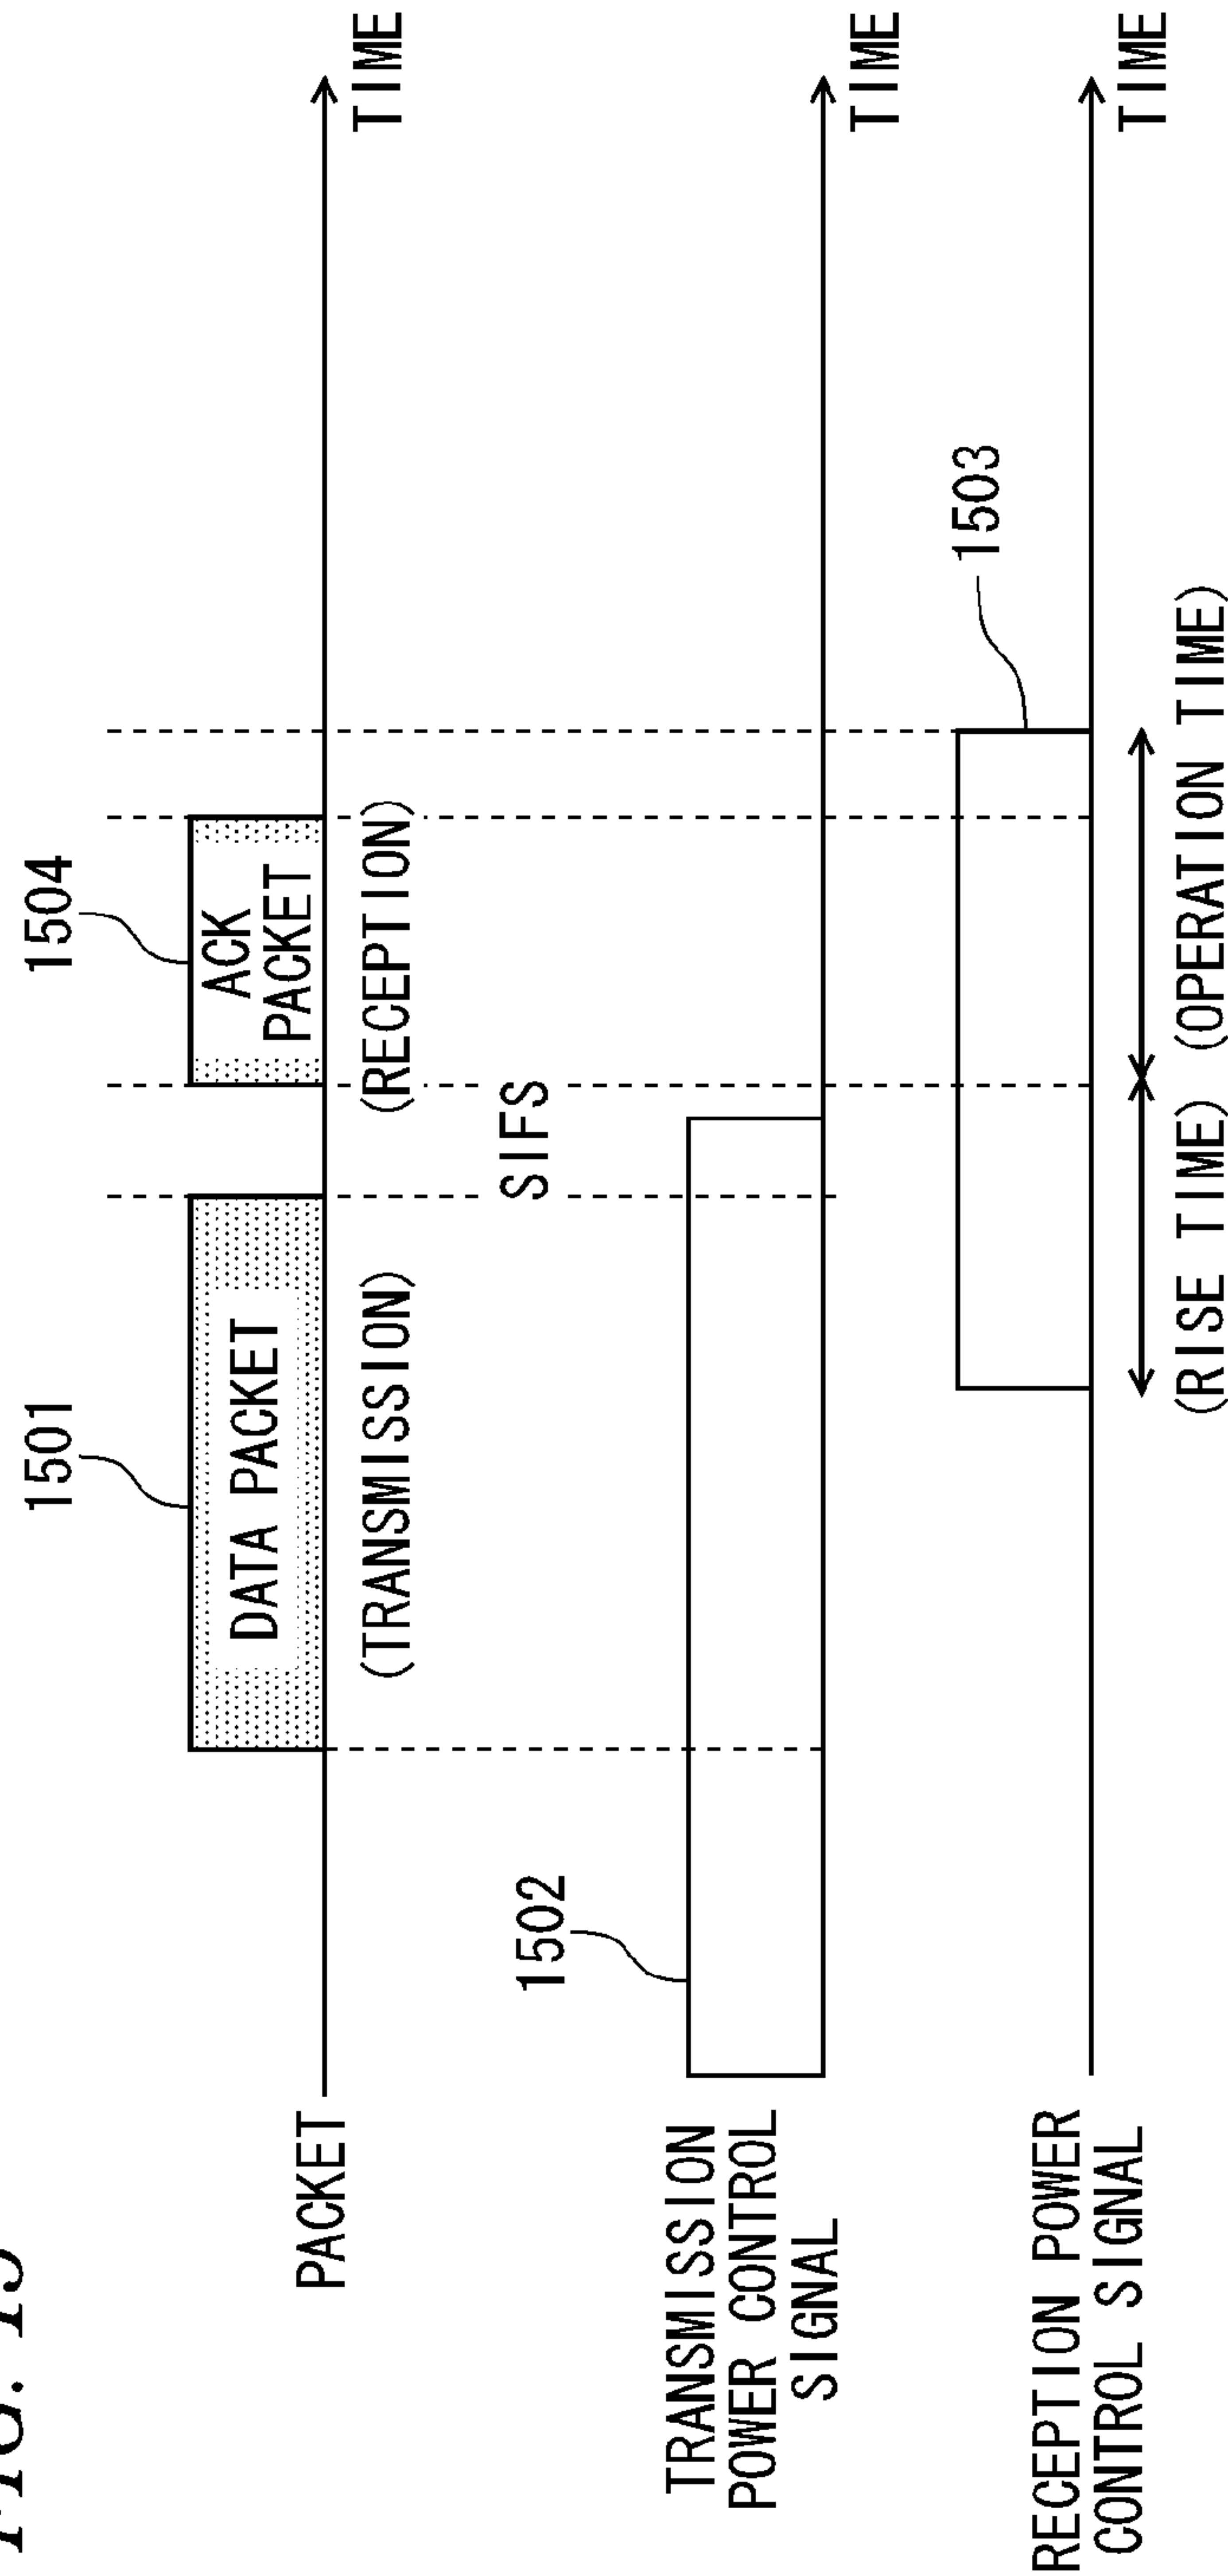 FIG. 15
1501
1504
PACKET
DATA PACKET
ACK
PACKET
TIME
(TRANSMISSION)
(RECEPTION)
SIFS
1502
TRANSMISSION
POWER CONTROL
SIGNAL
TIME
1503
RECEPTION POWER
CONTROL SIGNAL
TIME
(RISE TIME)
(OPERATION TIME)